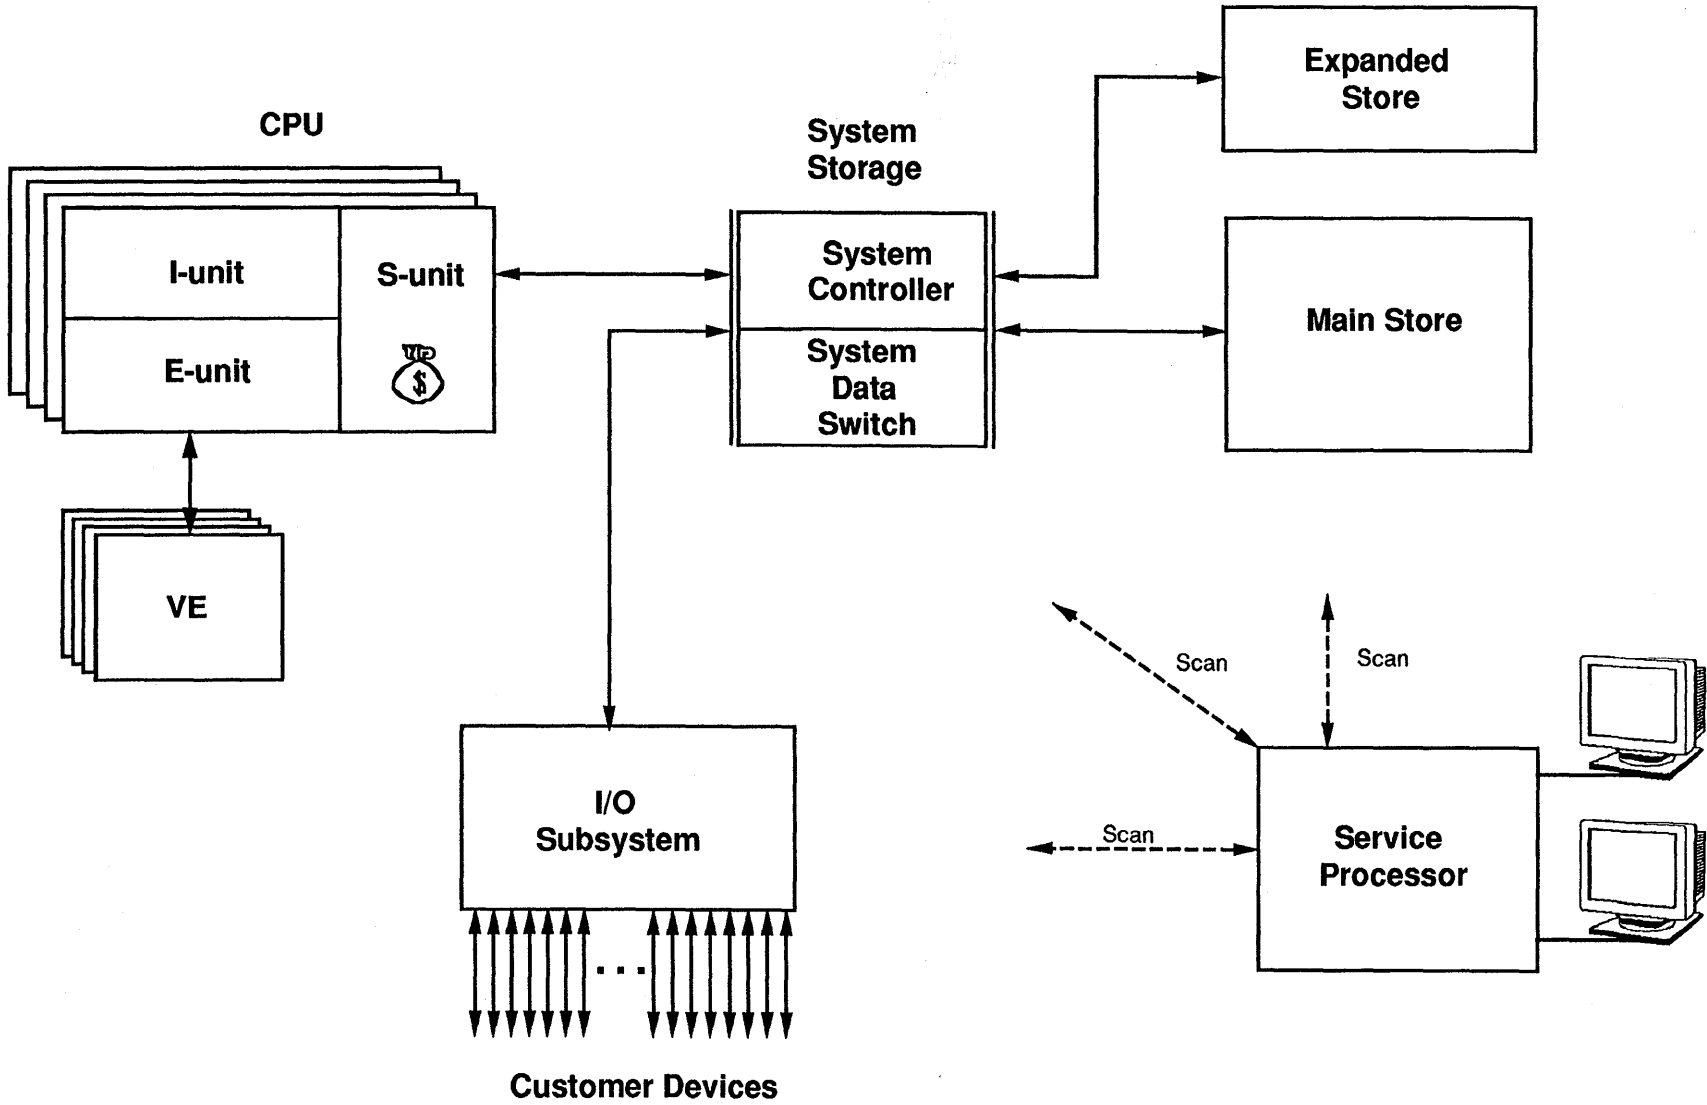 CPU
I-unit
S-unit
E-unit
$
VE
System
Storage
System
Controller
System
Data
Switch
Expanded
Store
Main Store
I/O
Subsystem
. . .
Customer Devices
Scan
Scan
Scan
Service
Processor